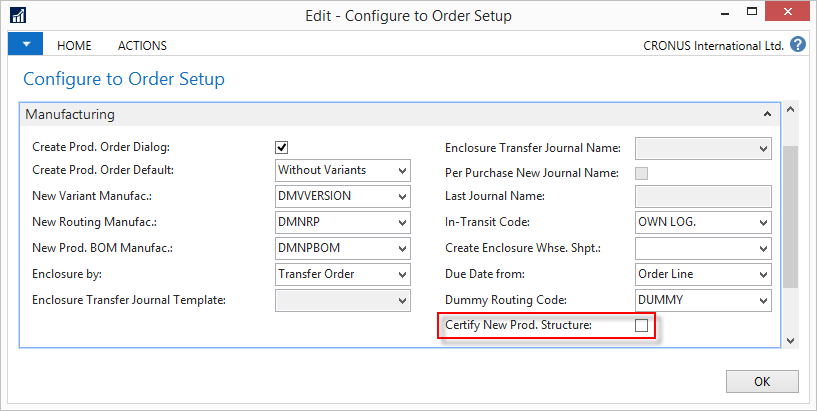 Edit - Configure to Order Setup
HOME ACTIONS CRONUS International Ltd. ?
Configure to Order Setup
Manufacturing
Create Prod. Order Dialog:
Create Prod. Order Default: Without Variants
New Variant Manufac.: DMVVERSION
New Routing Manufac.: DMNRP
New Prod. BOM Manufac.: DMNPBOM
Enclosure by: Transfer Order
Enclosure Transfer Journal Template:
Enclosure Transfer Journal Name:
Per Purchase New Journal Name:
Last Journal Name:
In-Transit Code: OWN LOG.
Create Enclosure Whse. Shpt.:
Due Date from: Order Line
Dummy Routing Code: DUMMY
Certify New Prod. Structure:
OK